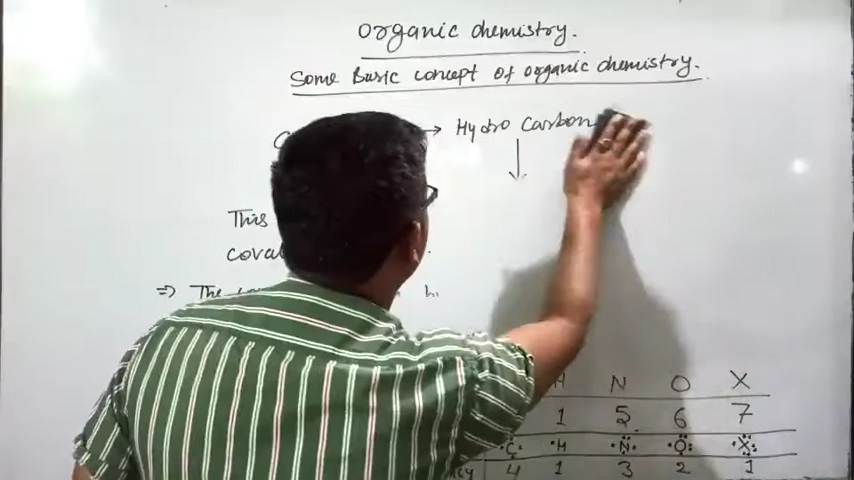 Organic chemistry.
Some Basic concept of organic chemistry.
→ Hydro Carbon
↓
This
coval
⇒ The
H N O X
1 5 6 7
·C· ·H ·N· ·O: ·X:
4 1 3 2 1